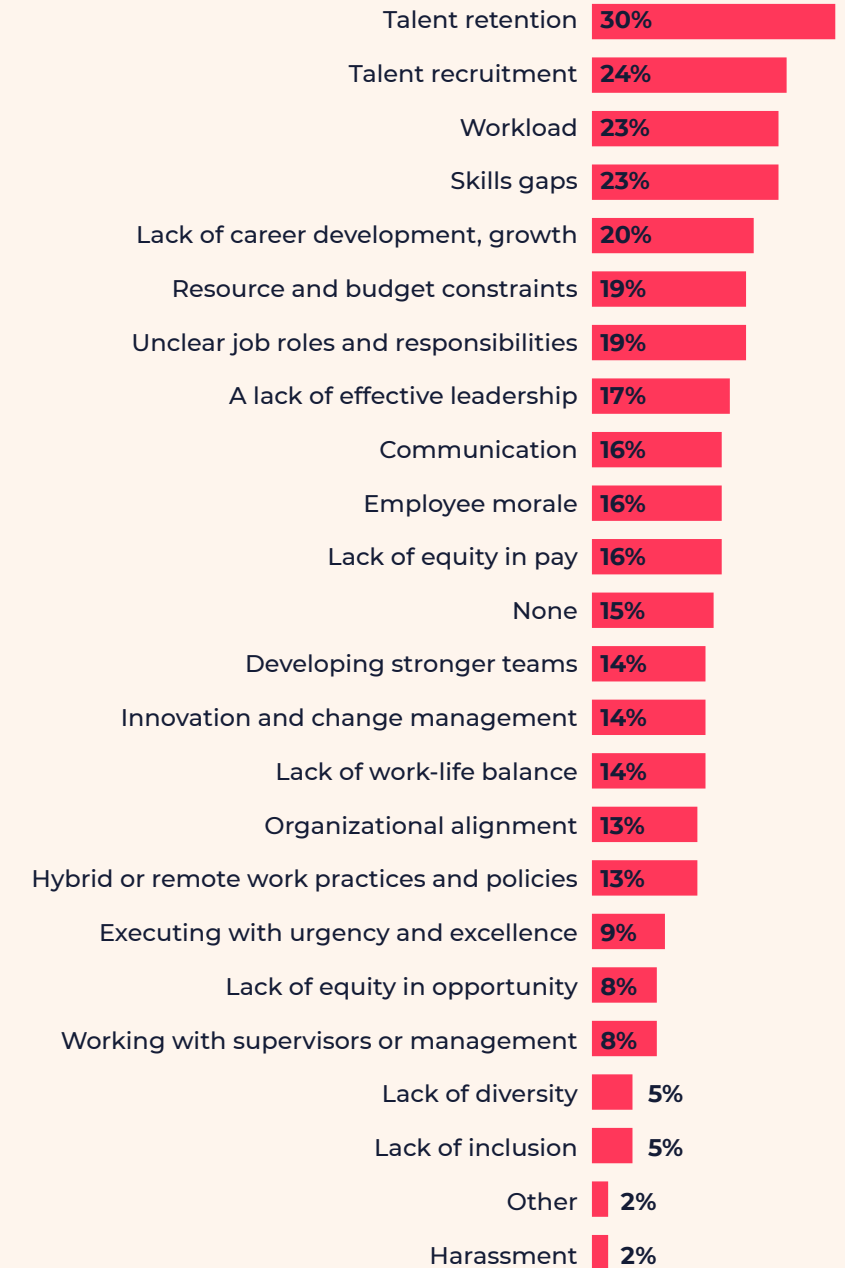 Talent retention 30%
Talent recruitment 24%
Workload 23%
Skills gaps 23%
Lack of career development, growth 20%
Resource and budget constraints 19%
Unclear job roles and responsibilities 19%
A lack of effective leadership 17%
Communication 16%
Employee morale 16%
Lack of equity in pay 16%
None 15%
Developing stronger teams 14%
Innovation and change management 14%
Lack of work-life balance 14%
Organizational alignment 13%
Hybrid or remote work practices and policies 13%
Executing with urgency and excellence 9%
Lack of equity in opportunity 8%
Working with supervisors or management 8%
Lack of diversity 5%
Lack of inclusion 5%
Other 2%
Harassment 2%